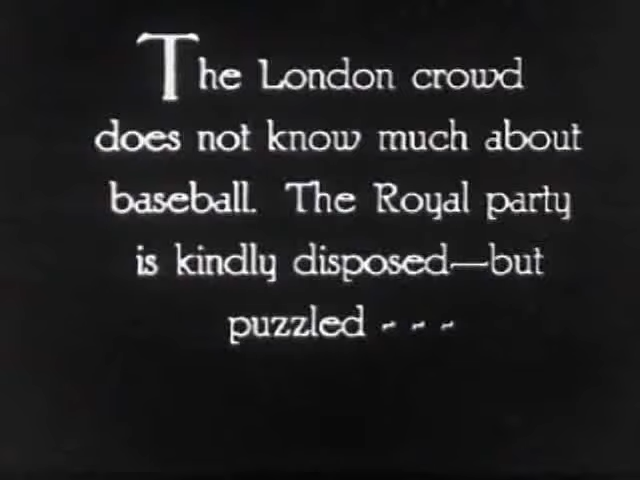 The London crowd
does not know much about
baseball. The Royal party
is kindly disposed—but
puzzled - - -